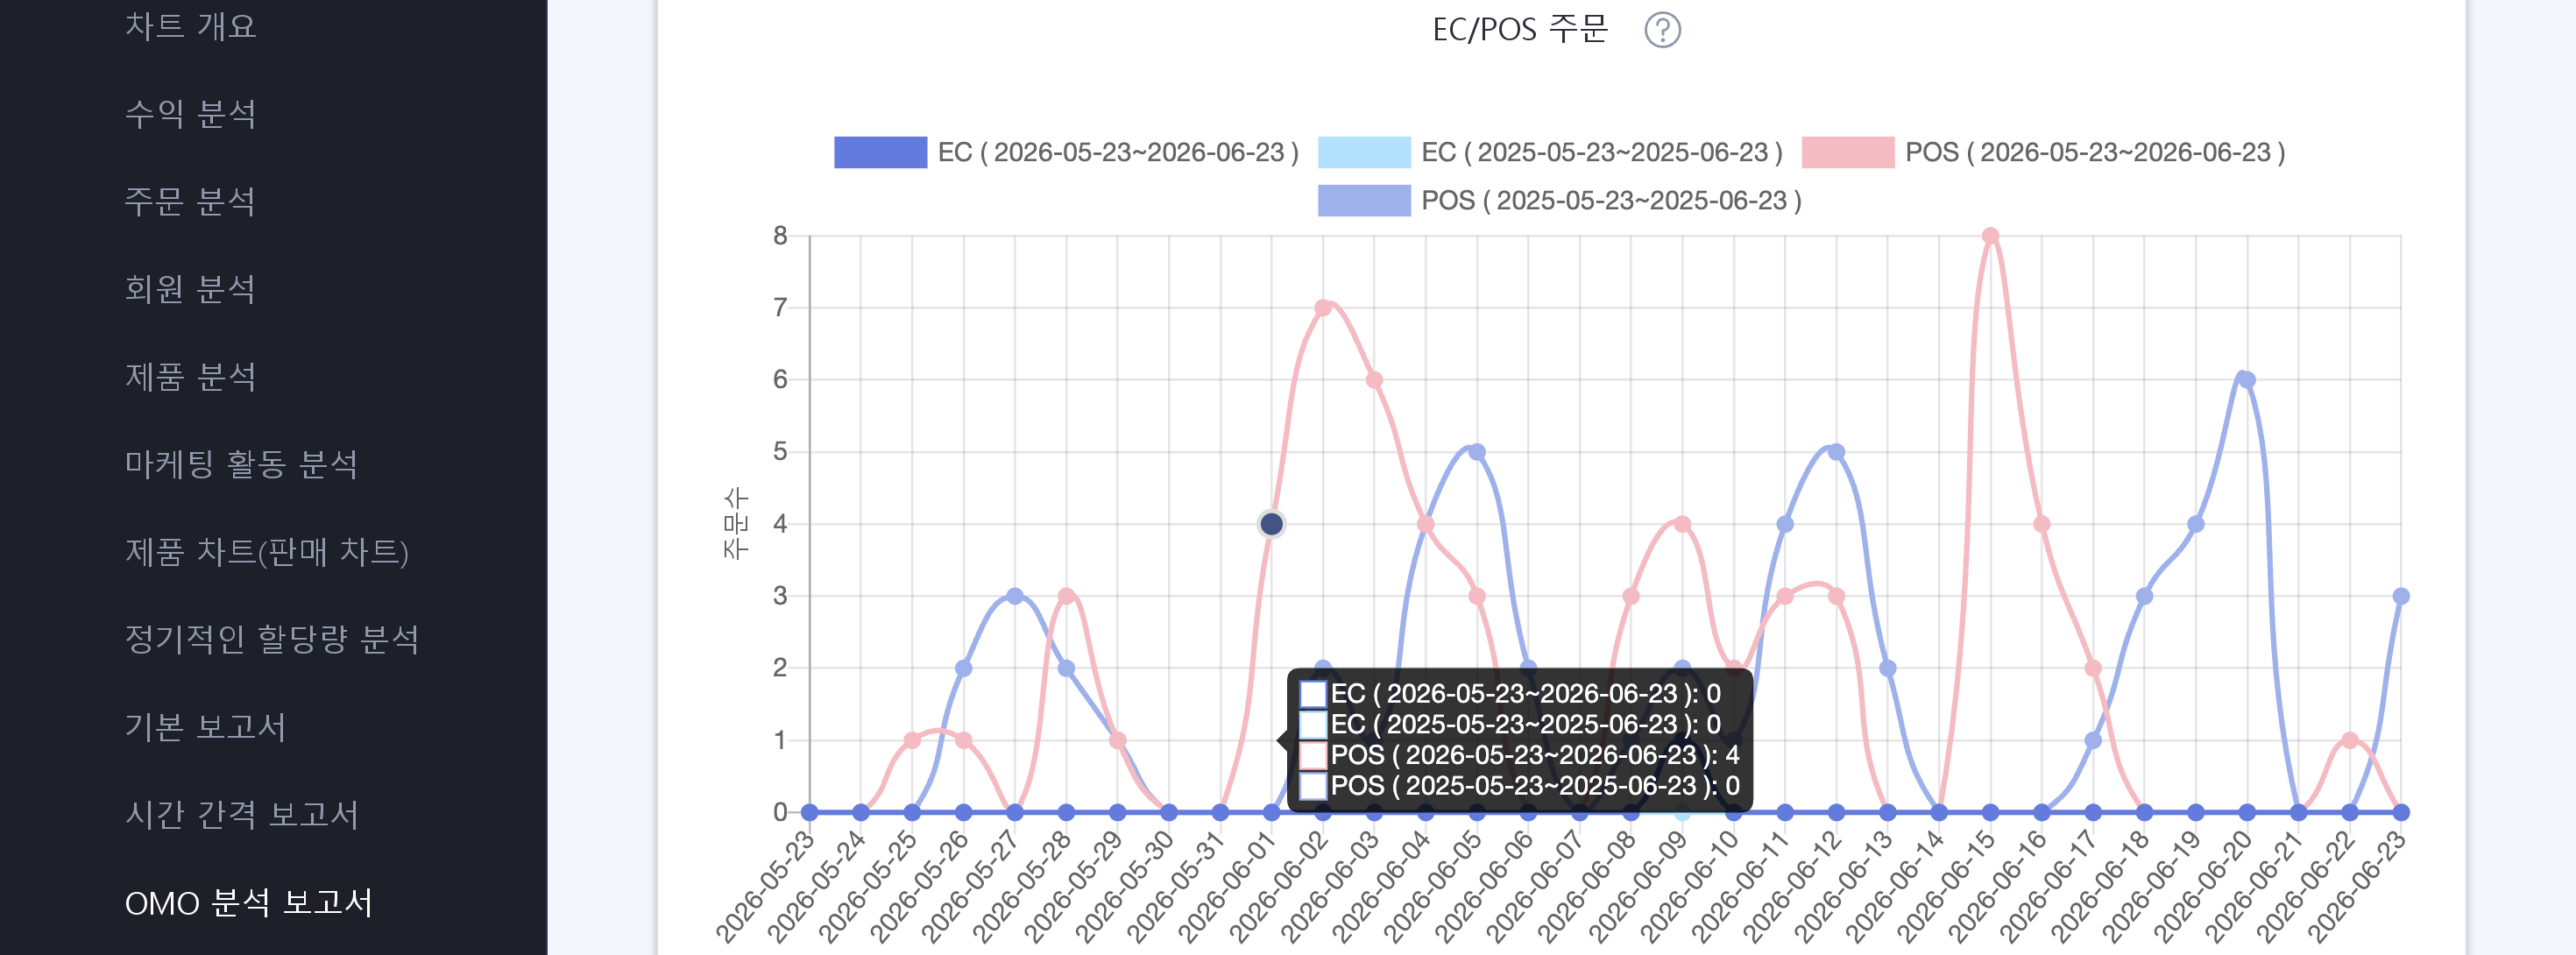 차트 개요
수익 분석
주문 분석
회원 분석
제품 분석
마케팅 활동 분석
제품 차트(판매 차트)
정기적인 할당량 분석
기본 보고서
시간 간격 보고서
OMO 분석 보고서
EC/POS 주문 ?
EC ( 2026-05-23~2026-06-23 ) EC ( 2025-05-23~2025-06-23 ) POS ( 2026-05-23~2026-06-23 )
POS ( 2025-05-23~2025-06-23 )
주문수
8
7
6
5
4
3
2
1
0
EC ( 2026-05-23~2026-06-23 ): 0
EC ( 2025-05-23~2025-06-23 ): 0
POS ( 2026-05-23~2026-06-23 ): 4
POS ( 2025-05-23~2025-06-23 ): 0
2026-05-23
2026-05-24
2026-05-25
2026-05-26
2026-05-27
2026-05-28
2026-05-29
2026-05-30
2026-05-31
2026-06-01
2026-06-02
2026-06-03
2026-06-04
2026-06-05
2026-06-06
2026-06-07
2026-06-08
2026-06-09
2026-06-10
2026-06-11
2026-06-12
2026-06-13
2026-06-14
2026-06-15
2026-06-16
2026-06-17
2026-06-18
2026-06-19
2026-06-20
2026-06-21
2026-06-22
2026-06-23